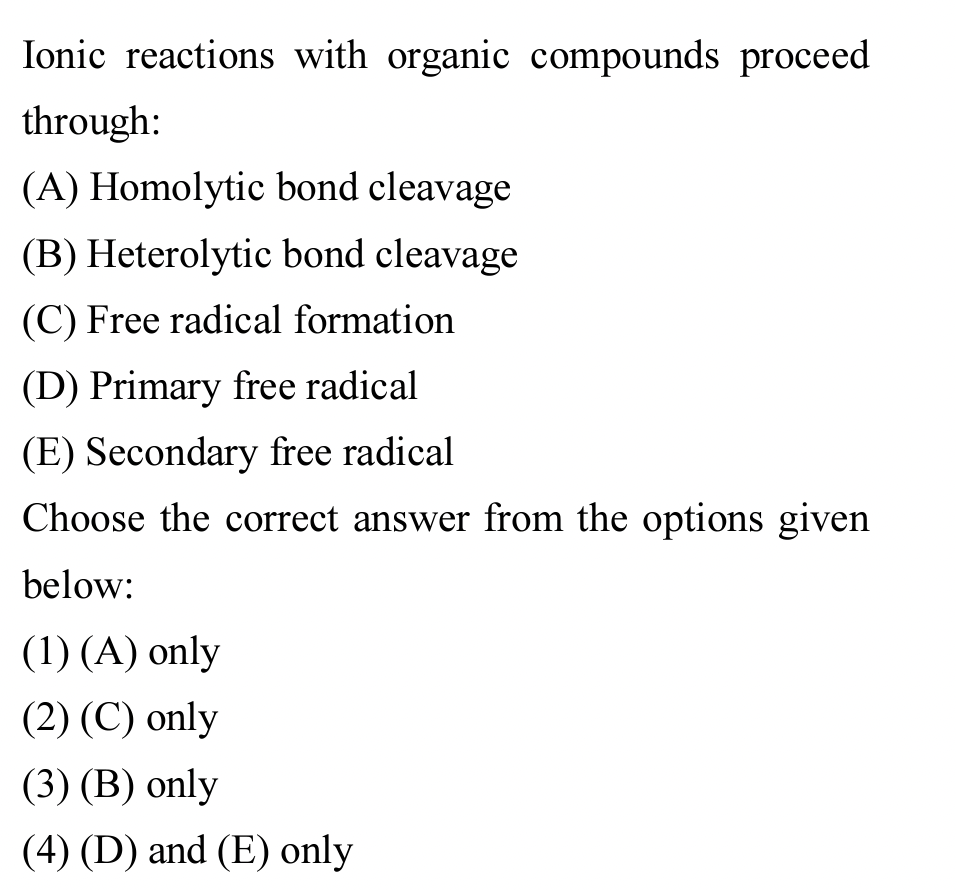 Ionic reactions with organic compounds proceed
through:
(A) Homolytic bond cleavage
(B) Heterolytic bond cleavage
(C) Free radical formation
(D) Primary free radical
(E) Secondary free radical
Choose the correct answer from the options given
below:
(1) (A) only
(2) (C) only
(3) (B) only
(4) (D) and (E) only